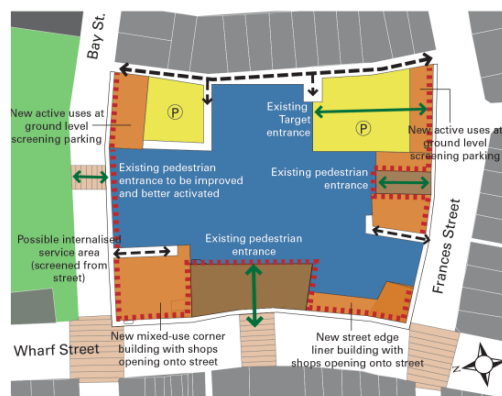 Bay St.
P
Existing
Target
entrance
P
New active uses at
ground level
screening parking
New active uses at
ground level
screening parking
Existing pedestrian
entrance to be improved
and better activated
Existing pedestrian
entrance
Possible internalised
service area
(screened from
street)
Existing pedestrian
entrance
Frances Street
Wharf Street
New mixed-use corner
building with shops
opening onto street
New street edge
liner building with
shops opening onto street
N